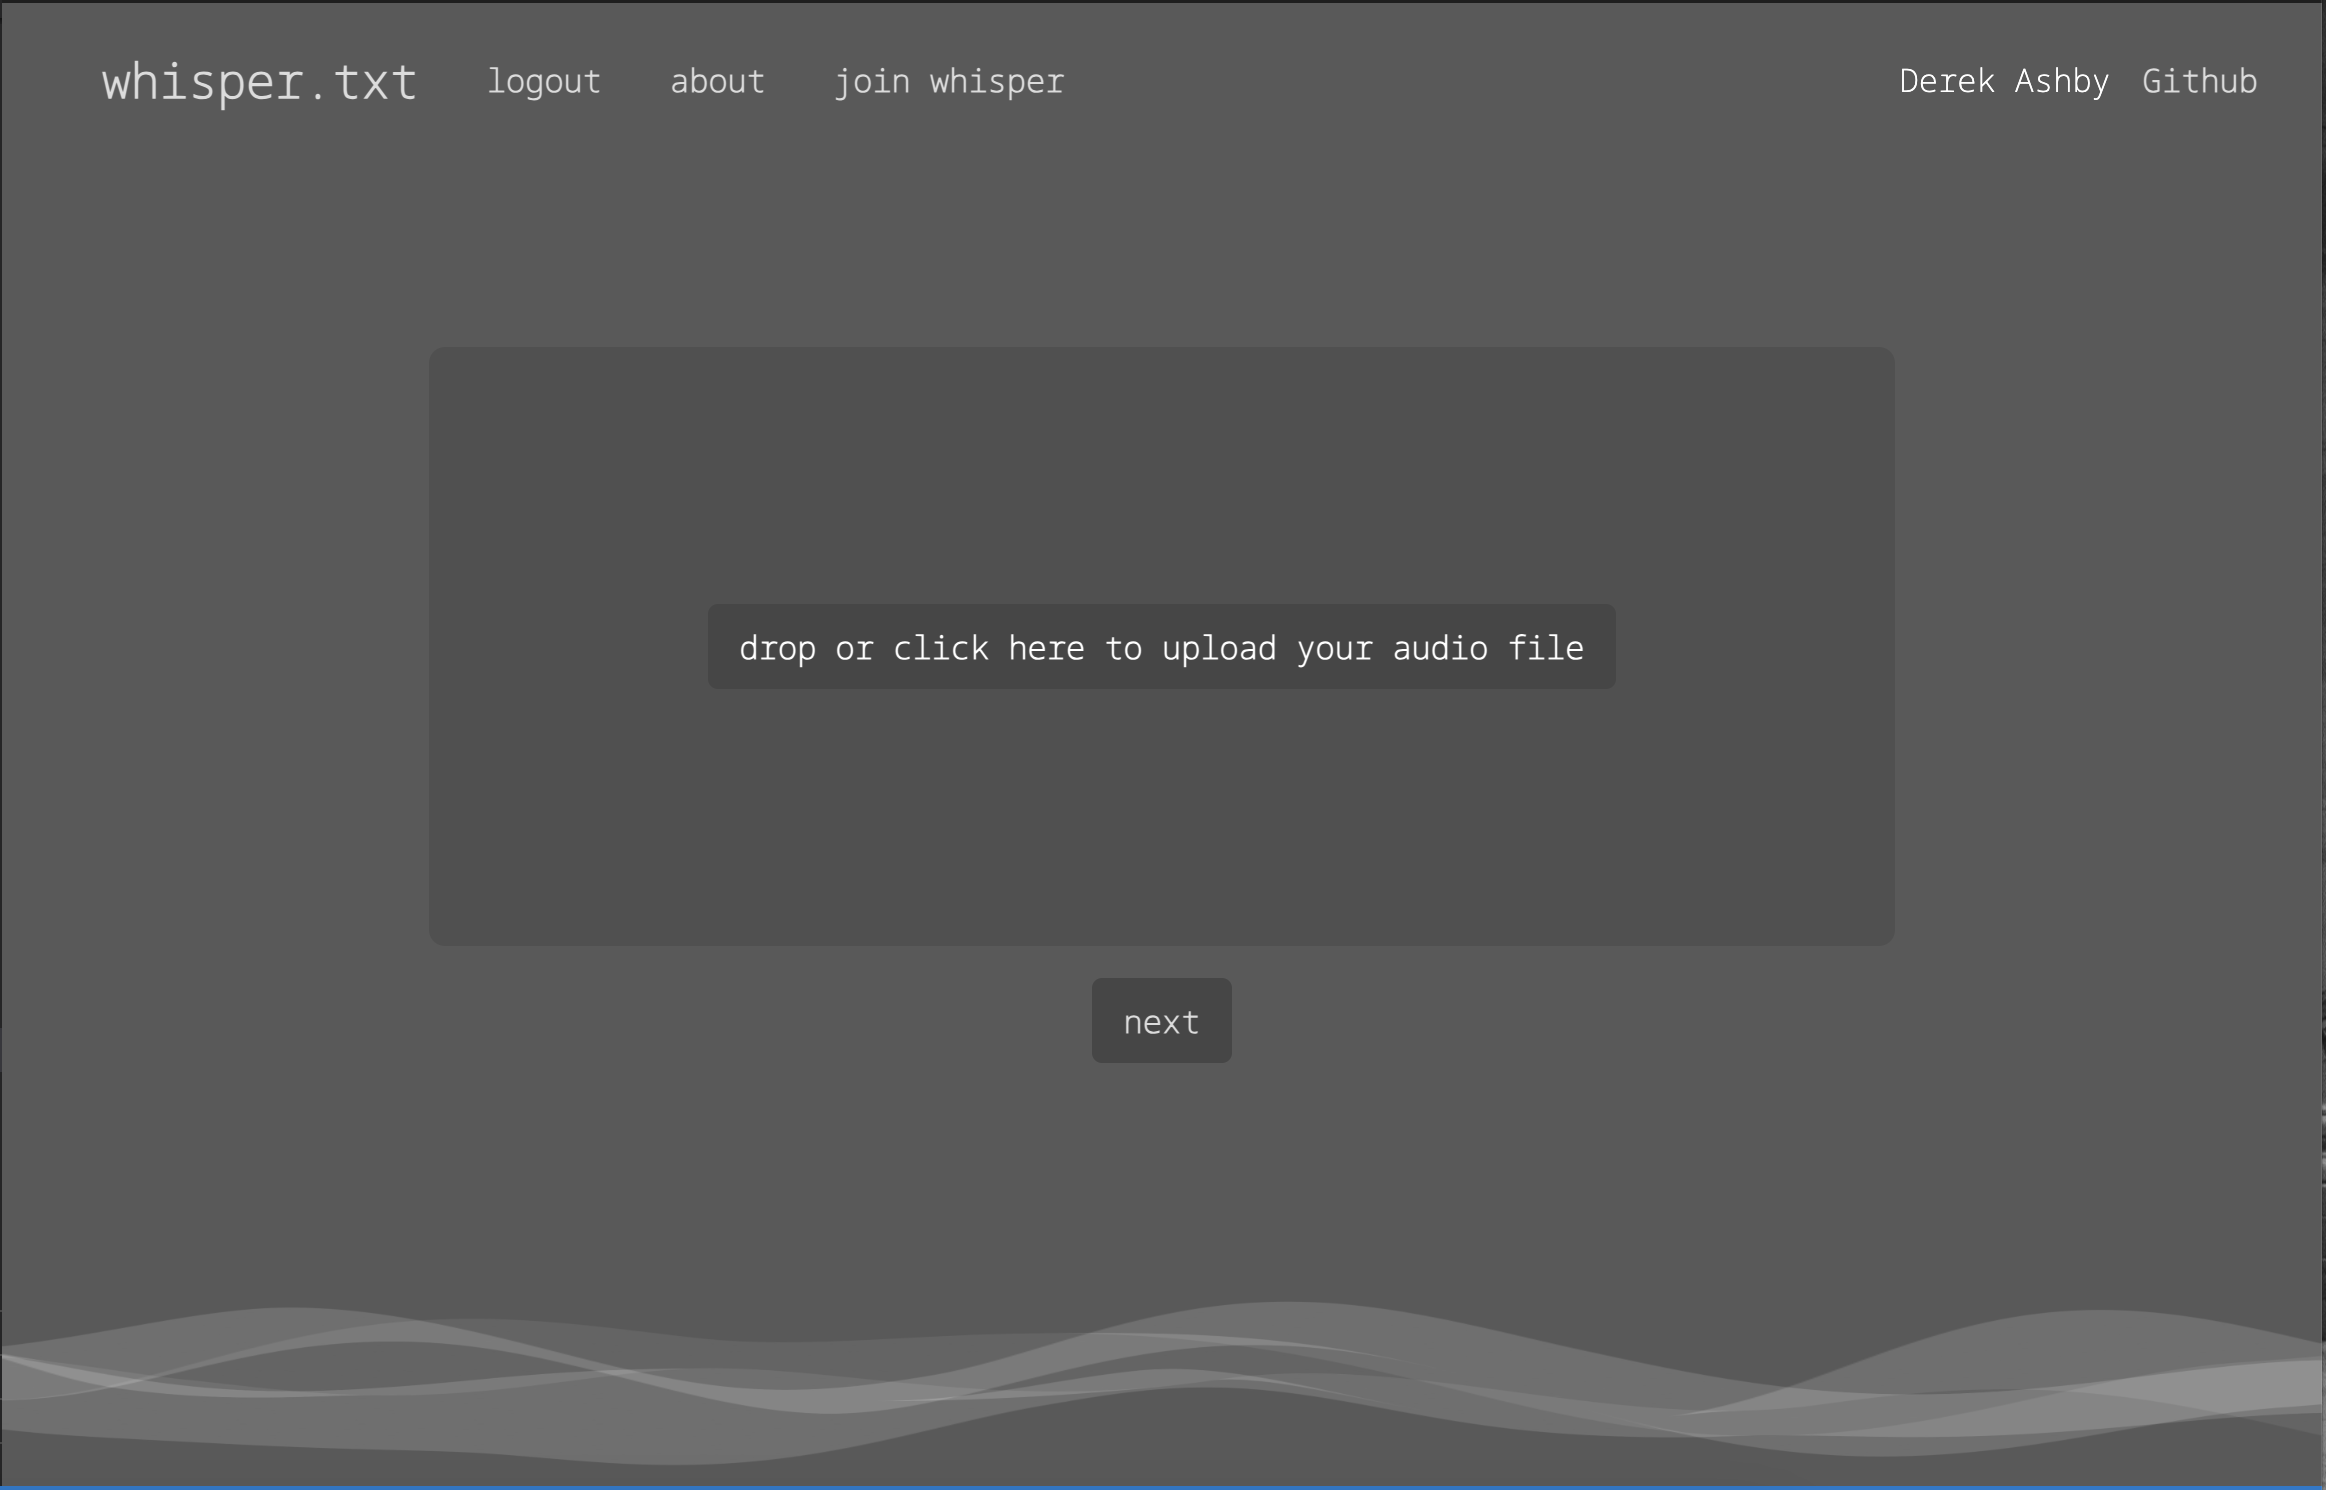 whisper.txt logout about join whisper Derek Ashby Github
drop or click here to upload your audio file
next